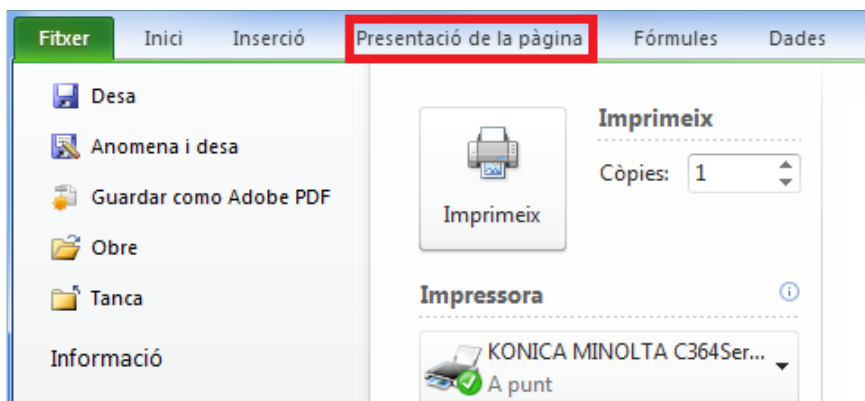 Fitxer Inici Inserció Presentació de la pàgina Fórmules Dades
Desa
Anomena i desa
Guardar como Adobe PDF
Obre
Tanca
Informació
Imprimeix
Imprimeix
Còpies: 1
Impressora
KONICA MINOLTA C364Ser...
A punt